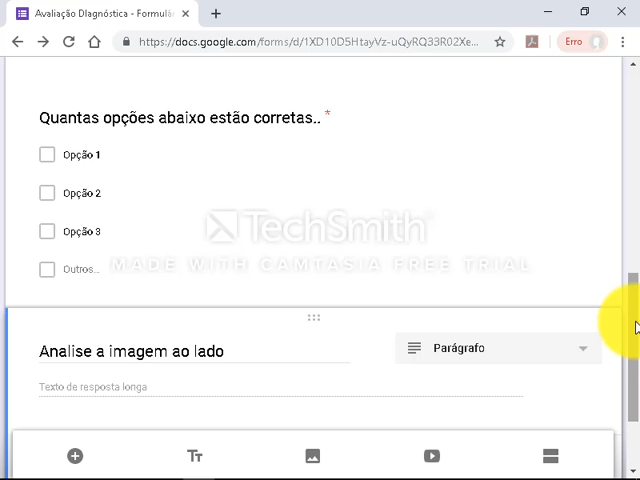 Avaliação DIagnóstica - Formulár
https://docs.google.com/forms/d/1XD10D5HtayVz-uQyRQ33R02Xe...
Erro
Quantas opções abaixo estão corretas.. *
Opção 1
Opção 2
Opção 3
Outros...
TechSmith
MADE WITH CAMTASIA FREE TRIAL
Analise a imagem ao lado
Parágrafo
Texto de resposta longa
Tт